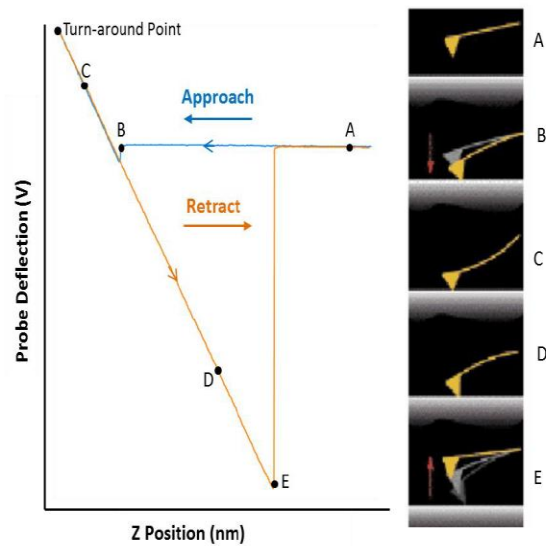 Turn-around Point
C
Approach
B
A
Retract
D
E
Probe Deflection (V)
Z Position (nm)
A
B
C
D
E